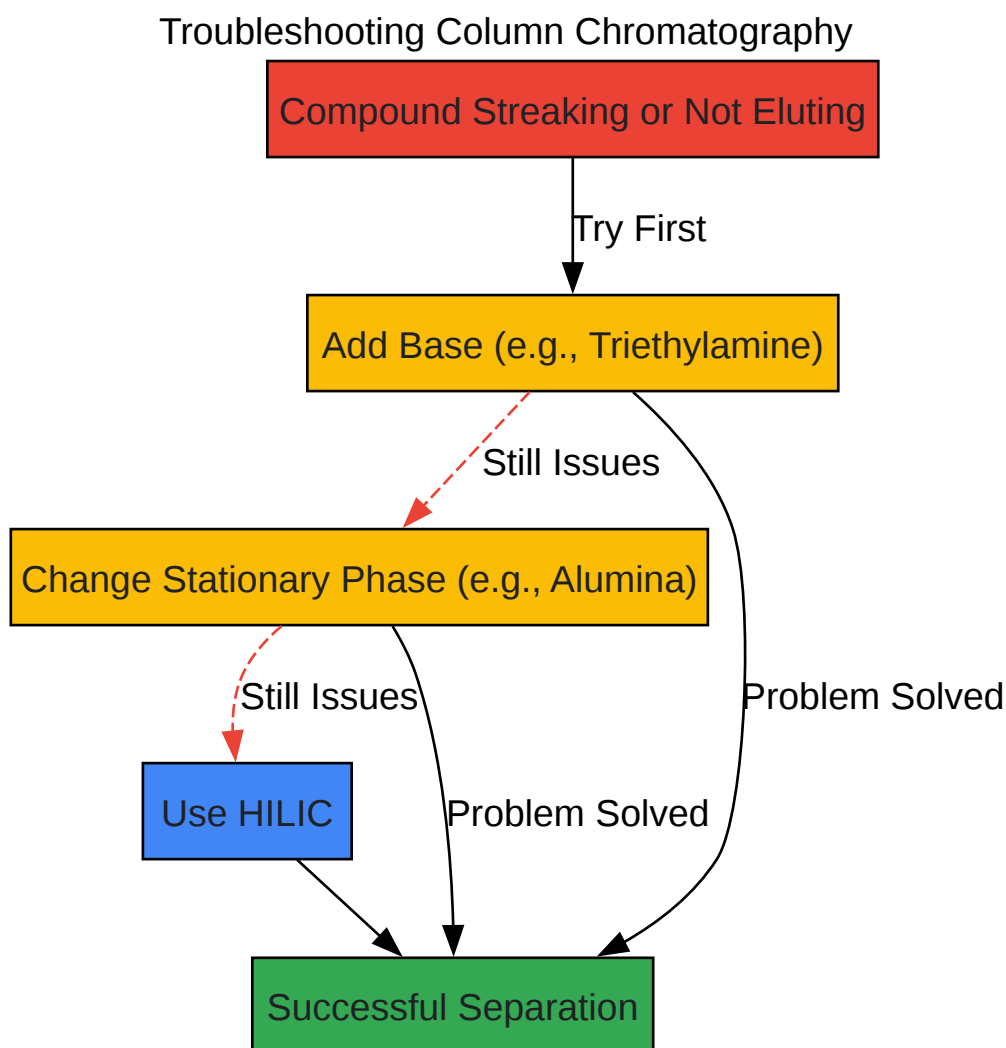 Troubleshooting Column Chromatography
Compound Streaking or Not Eluting
Try First
Add Base (e.g., Triethylamine)
Still Issues
Change Stationary Phase (e.g., Alumina)
Still Issues
Problem Solved
Use HILIC
Problem Solved
Successful Separation